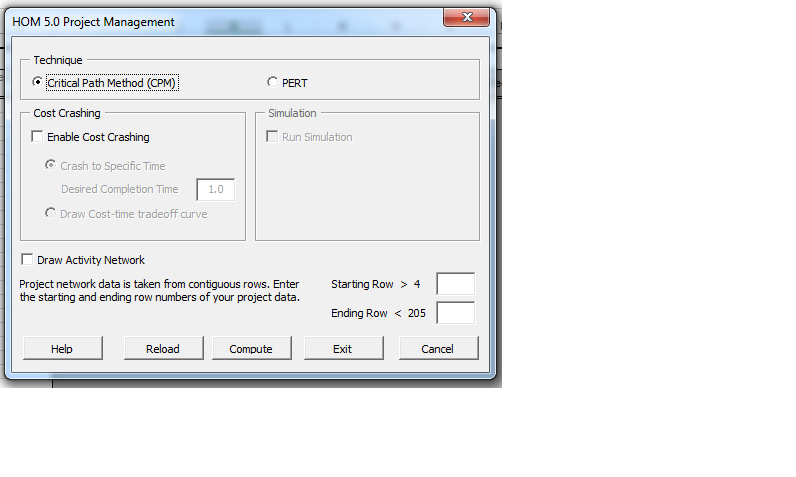 HOM 5.0 Project Management
Technique
Critical Path Method (CPM)
PERT
Cost Crashing
Enable Cost Crashing
Crash to Specific Time
Desired Completion Time 1.0
Draw Cost-time tradeoff curve
Simulation
Run Simulation
Draw Activity Network
Project network data is taken from contiguous rows. Enter
the starting and ending row numbers of your project data.
Starting Row > 4
Ending Row < 205
Help Reload Compute Exit Cancel